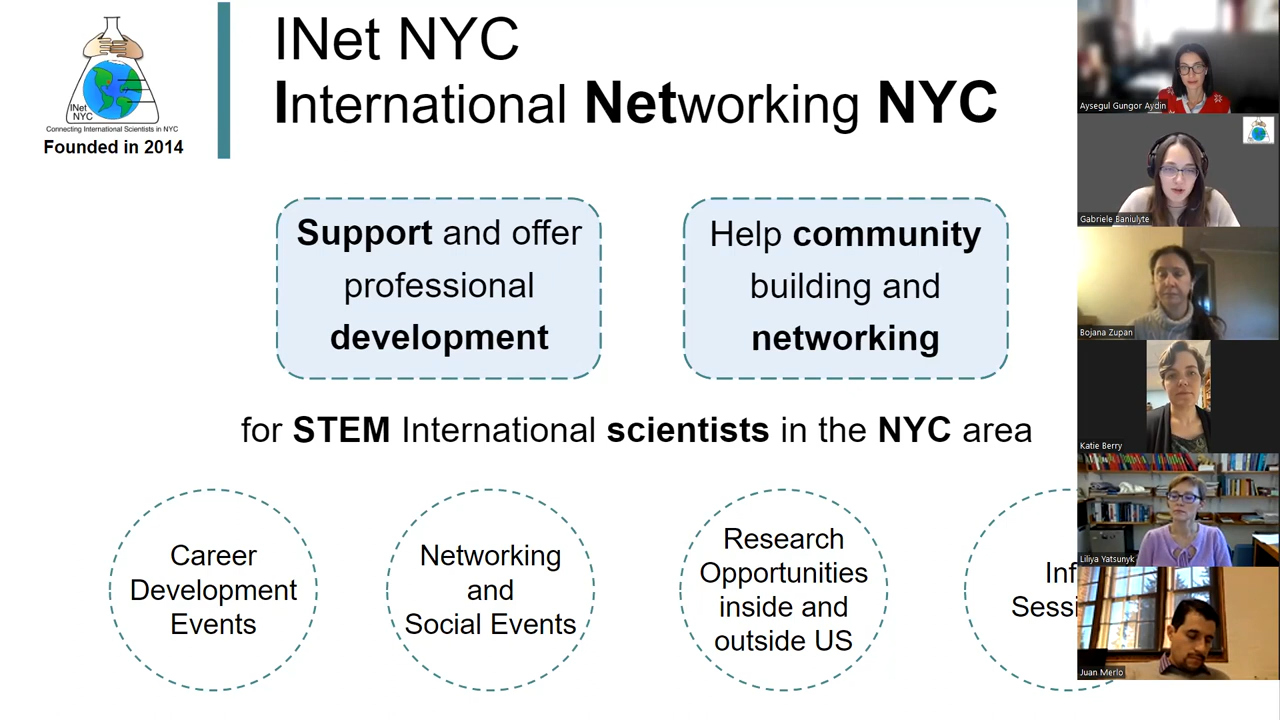 INet
NYC
Connecting International Scientists in NYC
Founded in 2014
INet NYC
International Networking NYC
Support and offer
professional
development
Help community
building and
networking
for STEM International scientists in the NYC area
Career
Development
Events
Networking
and
Social Events
Research
Opportunities
inside and
outside US
Inf
Sessi
Aysegul Gungor Aydin
Gabriele Baniulyte
Bojana Zupan
Katie Berry
Liliya Yatsunyk
Juan Merlo